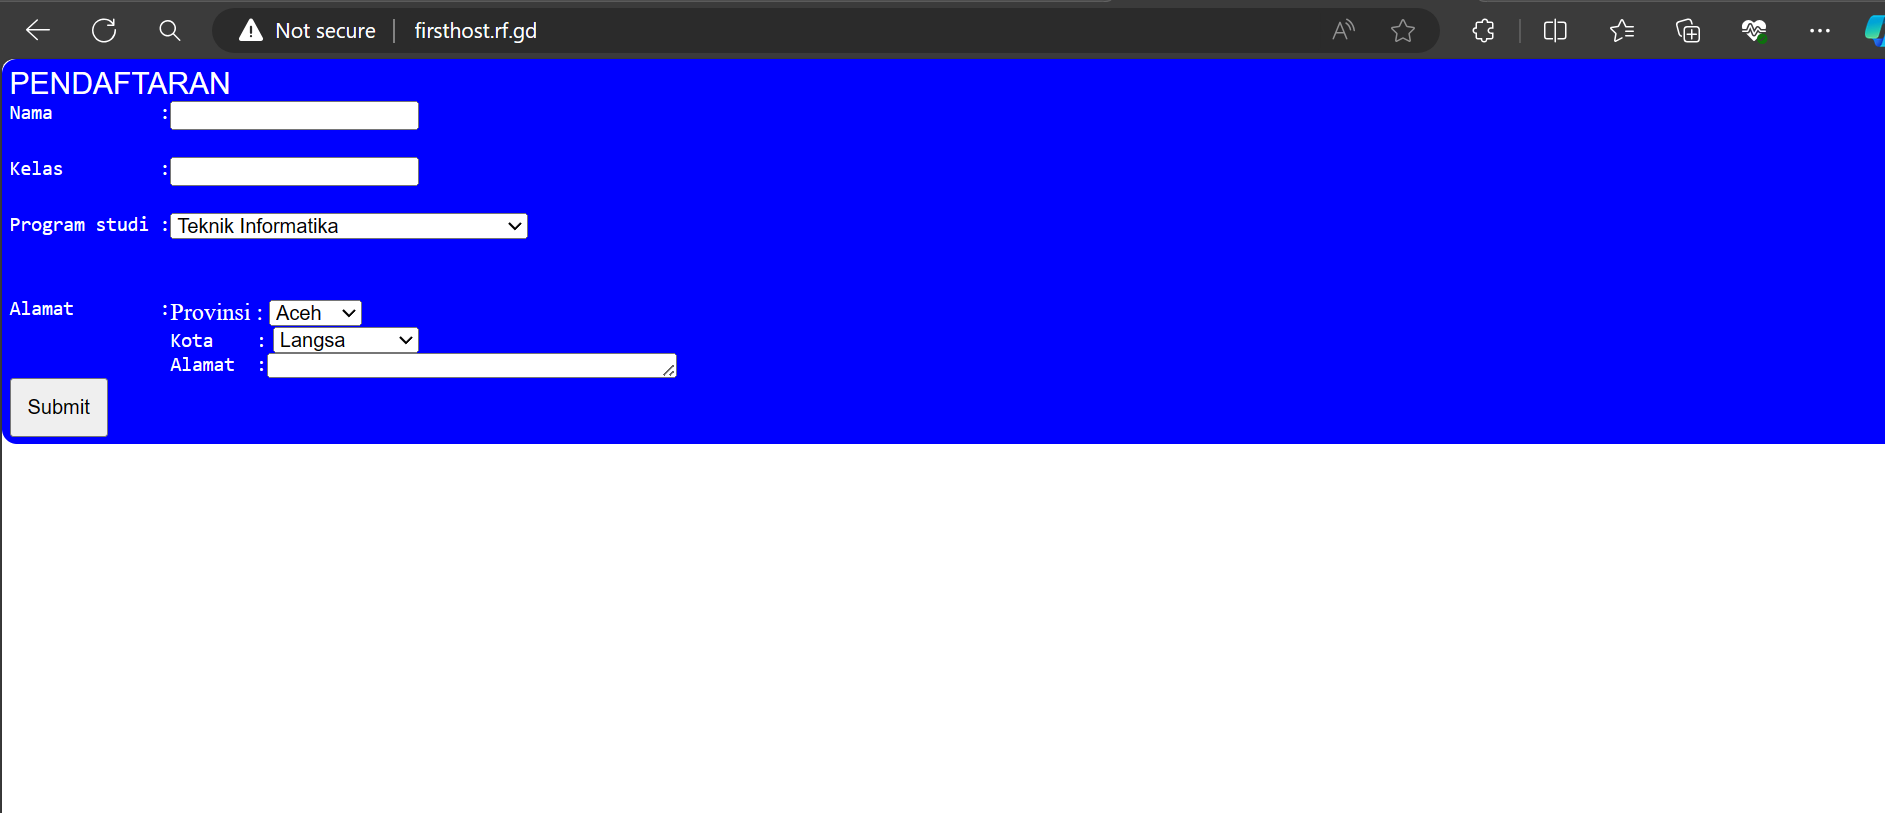 Not secure firsthost.rf.gd
PENDAFTARAN
Nama :
Kelas :
Program studi : Teknik Informatika
Alamat :Provinsi : Aceh
Kota : Langsa
Alamat :
Submit